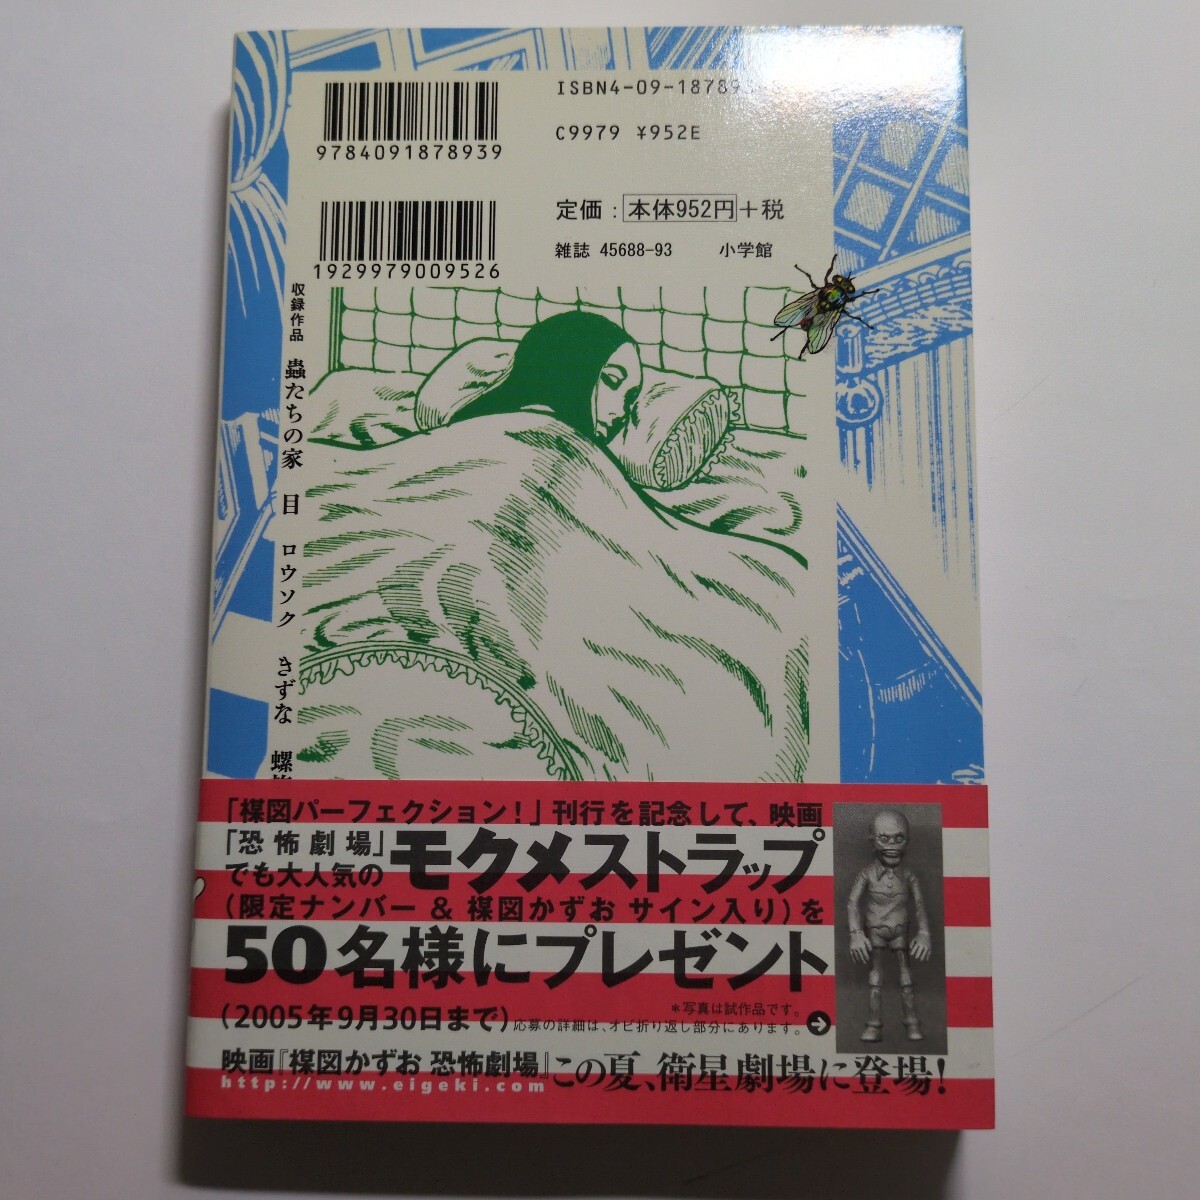 ISBN4-09-18789
9784091878939
C9979 ¥952E
定価：本体952円+税
1929979009526
雑誌 45688-93 小学館
収録作品 蟲たちの家 目 ロウソク きずな 螺
「楳図パーフェクション！」刊行を記念して、映画
「恐怖劇場」
でも大人気の
モクメストラップ
（限定ナンバー ＆ 楳図かずお サイン入り）を
50名様にプレゼント
（2005年9月30日まで）
＊写真は試作品です。
応募の詳細は、オビ折り返し部分にあります。
映画『楳図かずお 恐怖劇場』この夏、衛星劇場に登場！
http://www.eigeki.com